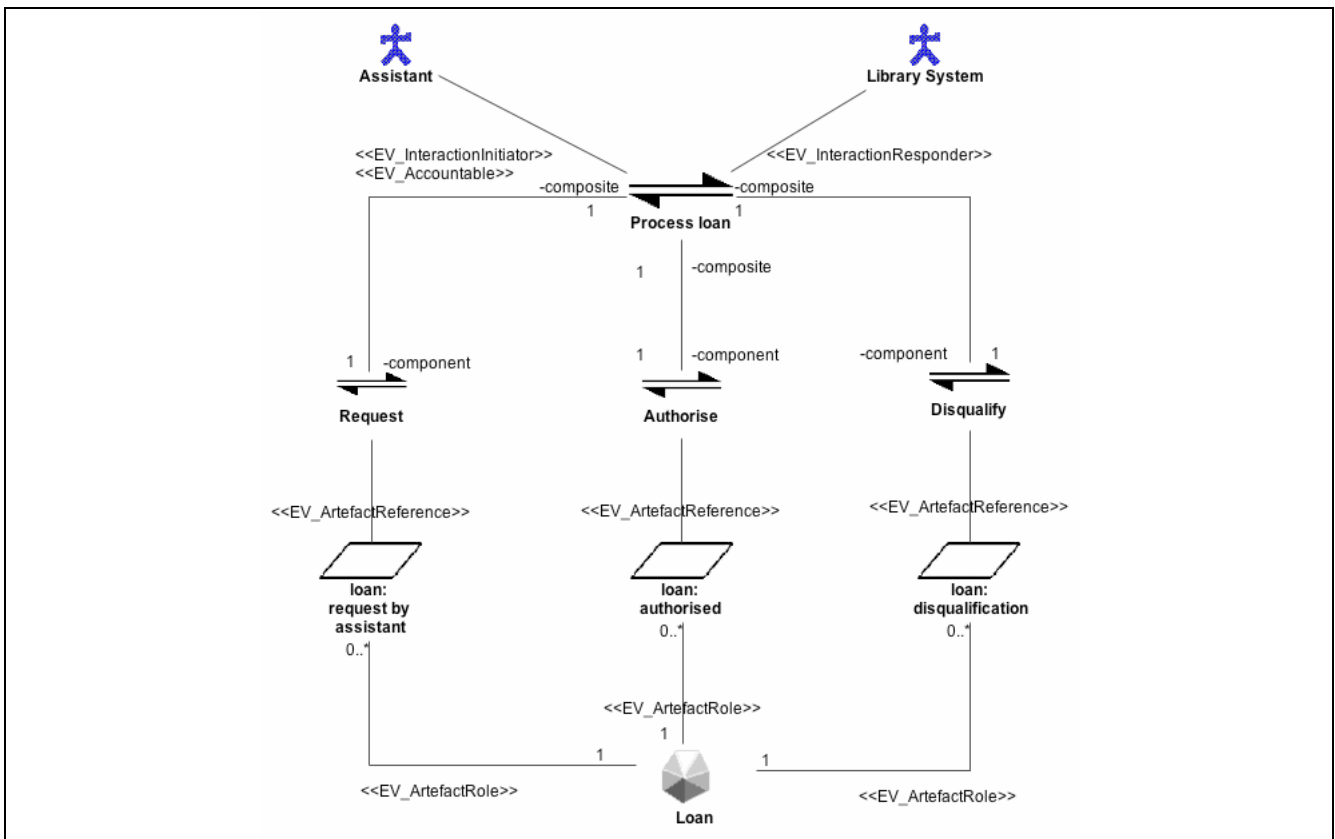 Assistant
Library System
<<EV_InteractionInitiator>>
<<EV_Accountable>>
<<EV_InteractionResponder>>
-composite
1
-composite
1
Process loan
1
-composite
1
-component
1
-component
-component
1
Request
Authorise
Disqualify
<<EV_ArtefactReference>>
<<EV_ArtefactReference>>
<<EV_ArtefactReference>>
loan:
request by
assistant
0..*
loan:
authorised
0..*
loan:
disqualification
0..*
<<EV_ArtefactRole>>
1
1
1
<<EV_ArtefactRole>>
<<EV_ArtefactRole>>
Loan